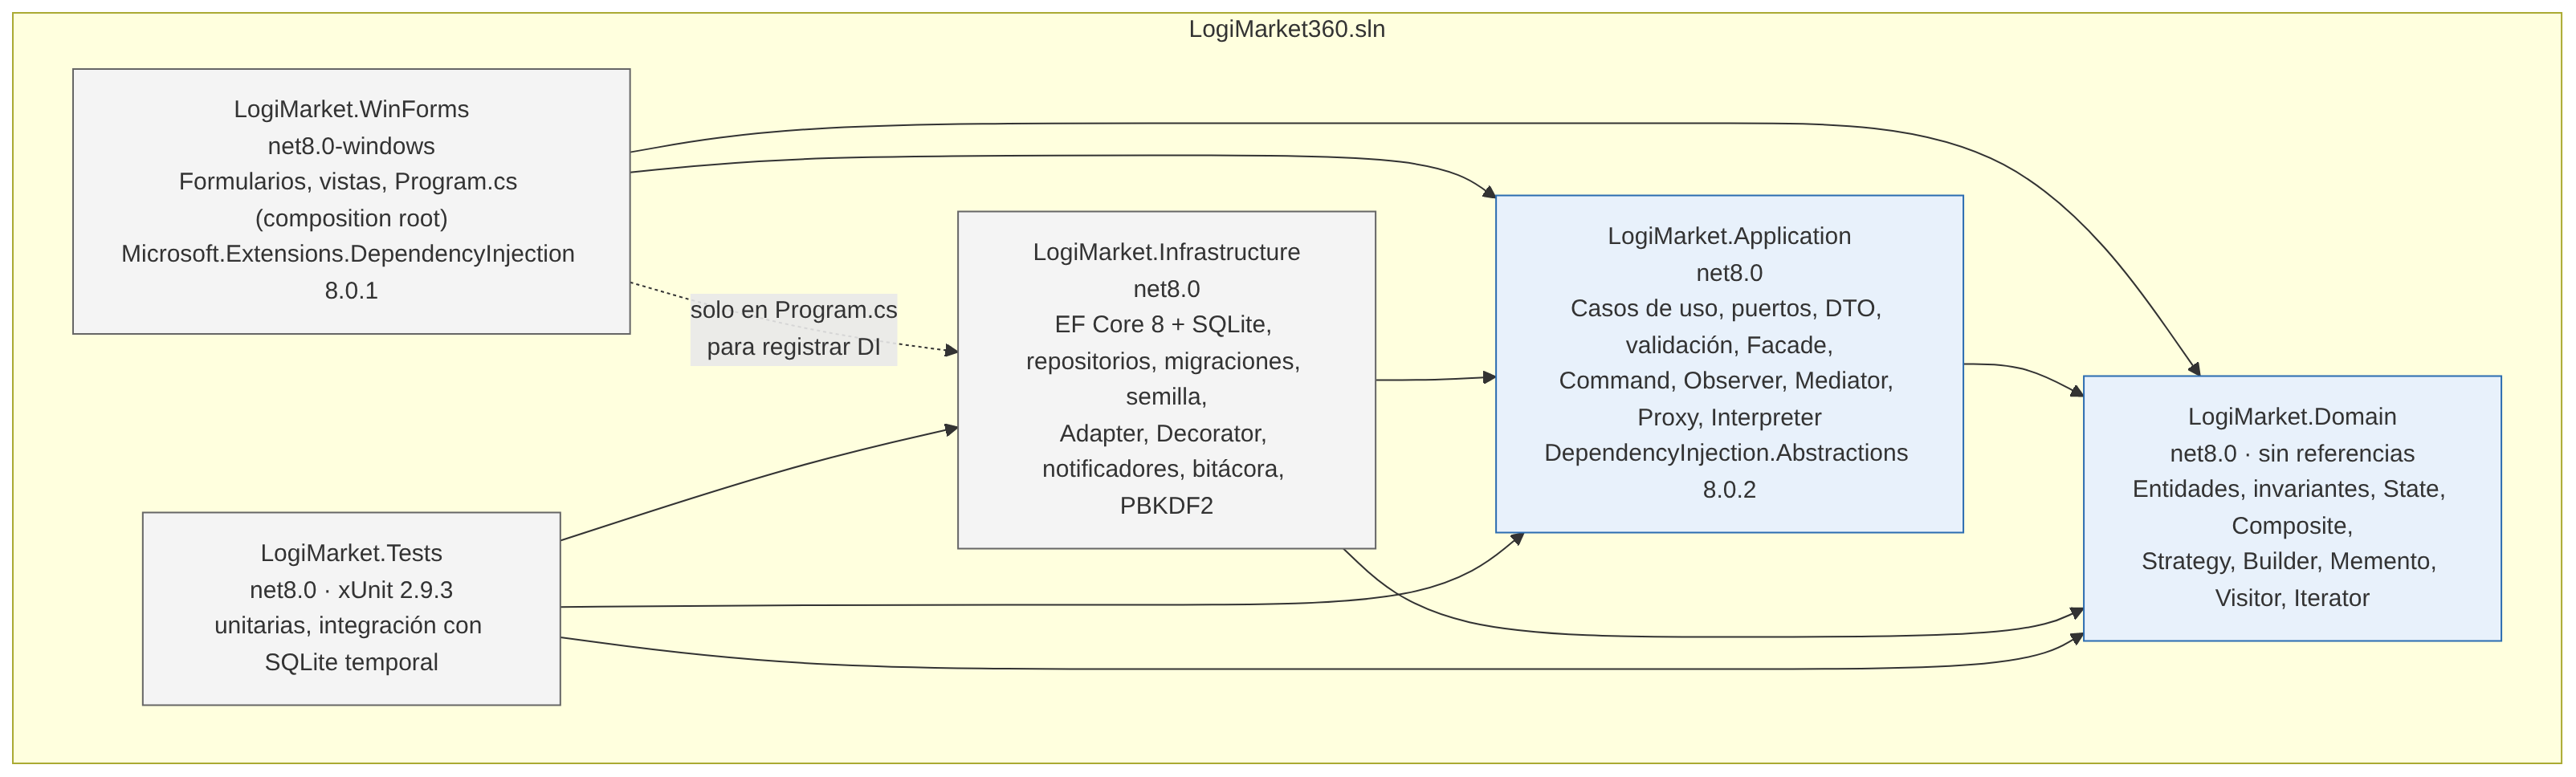 LogiMarket360.sln
LogiMarket.WinForms
net8.0-windows
Formularios, vistas, Program.cs
(composition root)
Microsoft.Extensions.DependencyInjection
8.0.1
solo en Program.cs
para registrar DI
LogiMarket.Infrastructure
net8.0
EF Core 8 + SQLite,
repositorios, migraciones,
semilla,
Adapter, Decorator,
notificadores, bitácora,
PBKDF2
LogiMarket.Application
net8.0
Casos de uso, puertos, DTO,
validación, Facade,
Command, Observer, Mediator,
Proxy, Interpreter
DependencyInjection.Abstractions
8.0.2
LogiMarket.Domain
net8.0 · sin referencias
Entidades, invariantes, State,
Composite,
Strategy, Builder, Memento,
Visitor, Iterator
LogiMarket.Tests
net8.0 · xUnit 2.9.3
unitarias, integración con
SQLite temporal